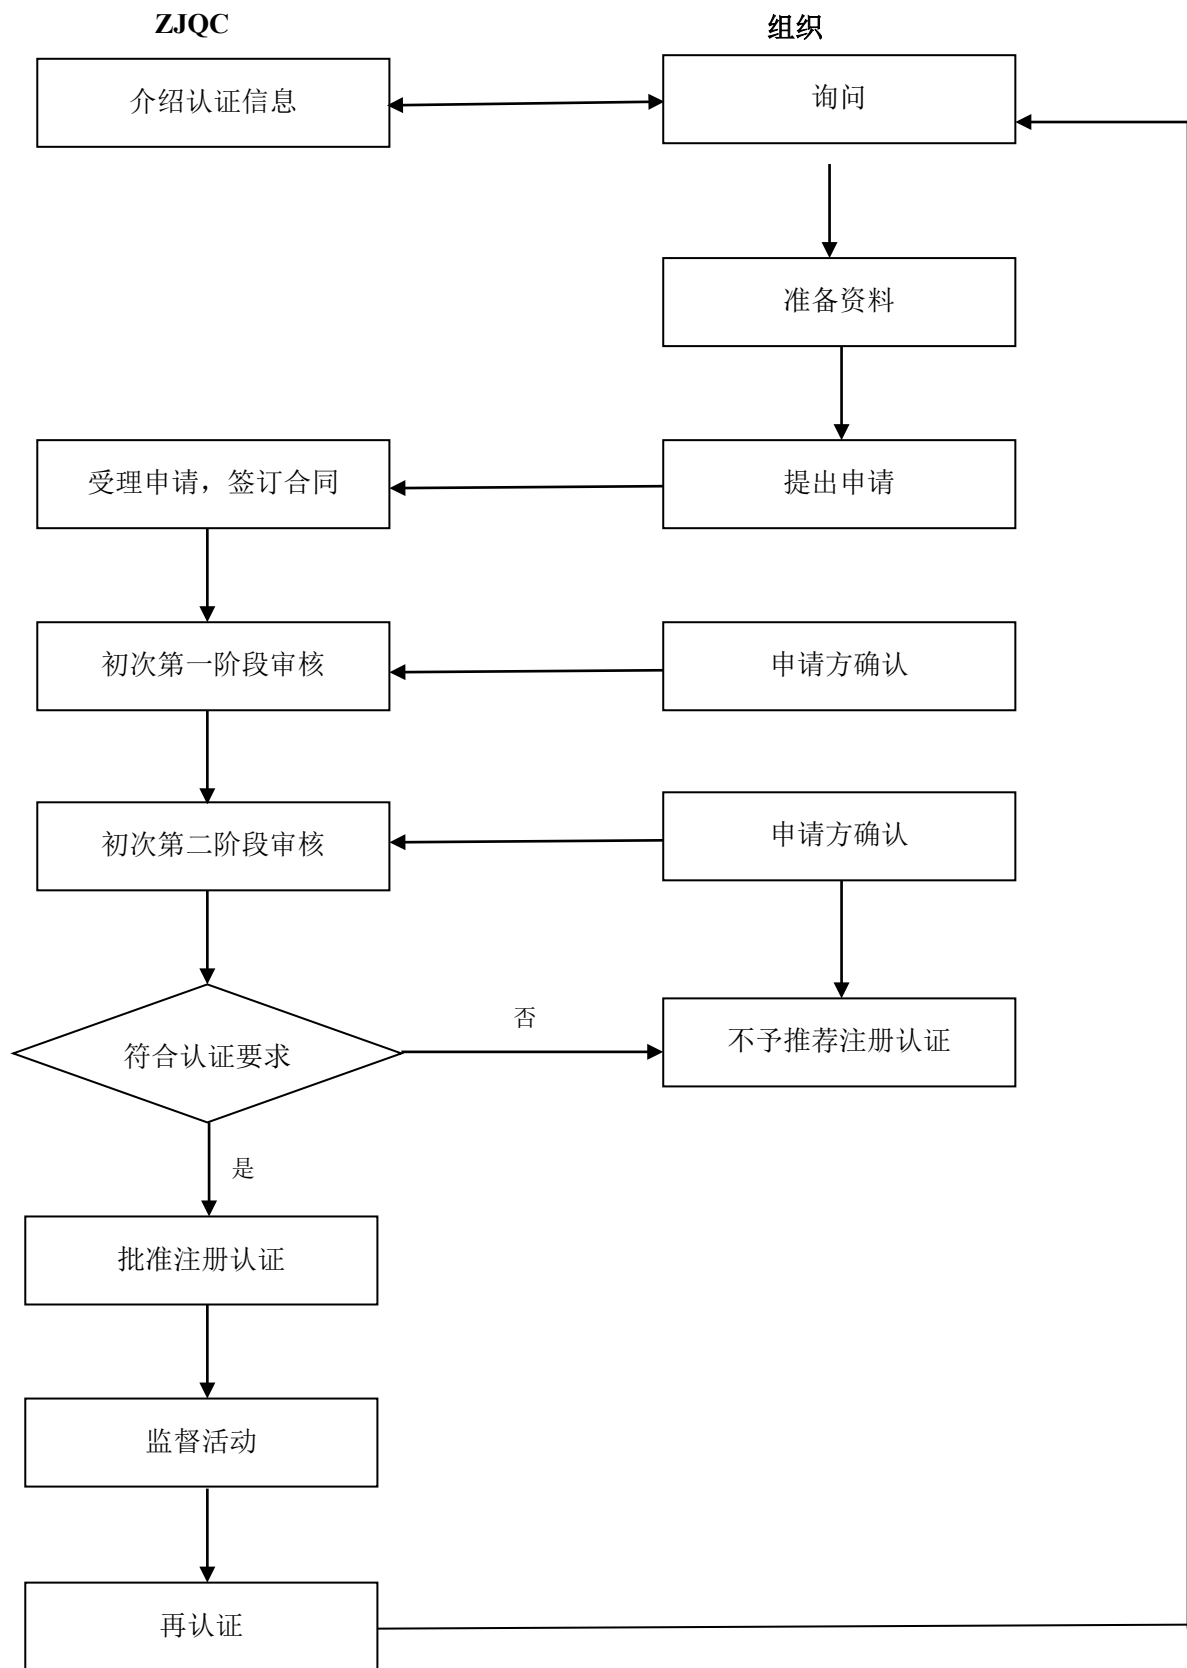 ZJQC
组织
介绍认证信息
询问
准备资料
受理申请，签订合同
提出申请
初次第一阶段审核
申请方确认
初次第二阶段审核
申请方确认
符合认证要求
否
不予推荐注册认证
是
批准注册认证
监督活动
再认证